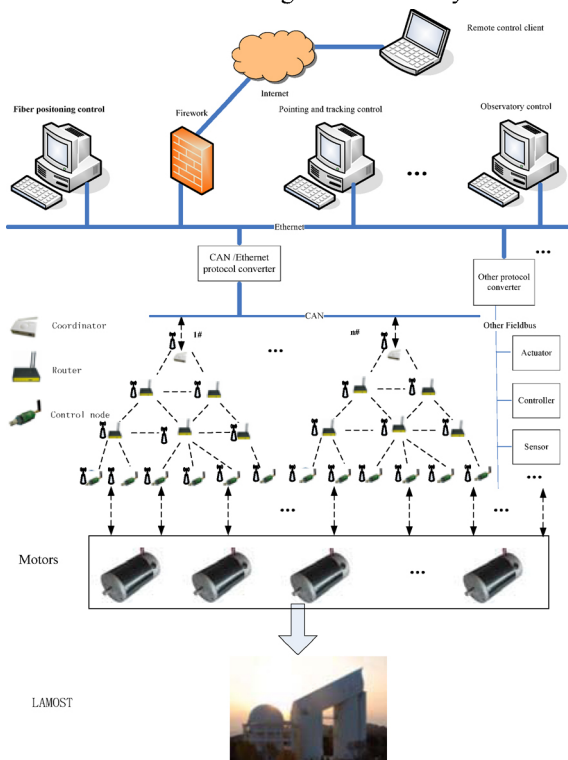 Remote control client
Internet
Fiber positoning control
Firework
Pointing and tracking control
Observatory control
...
Ethernet
...
CAN /Ethernet
protocol converter
Other protocol
converter
CAN
Other Fieldbus
Coordinator
1#
...
n#
Actuator
Router
Controller
Control node
Sensor
...
...
...
Motors
...
LAMOST